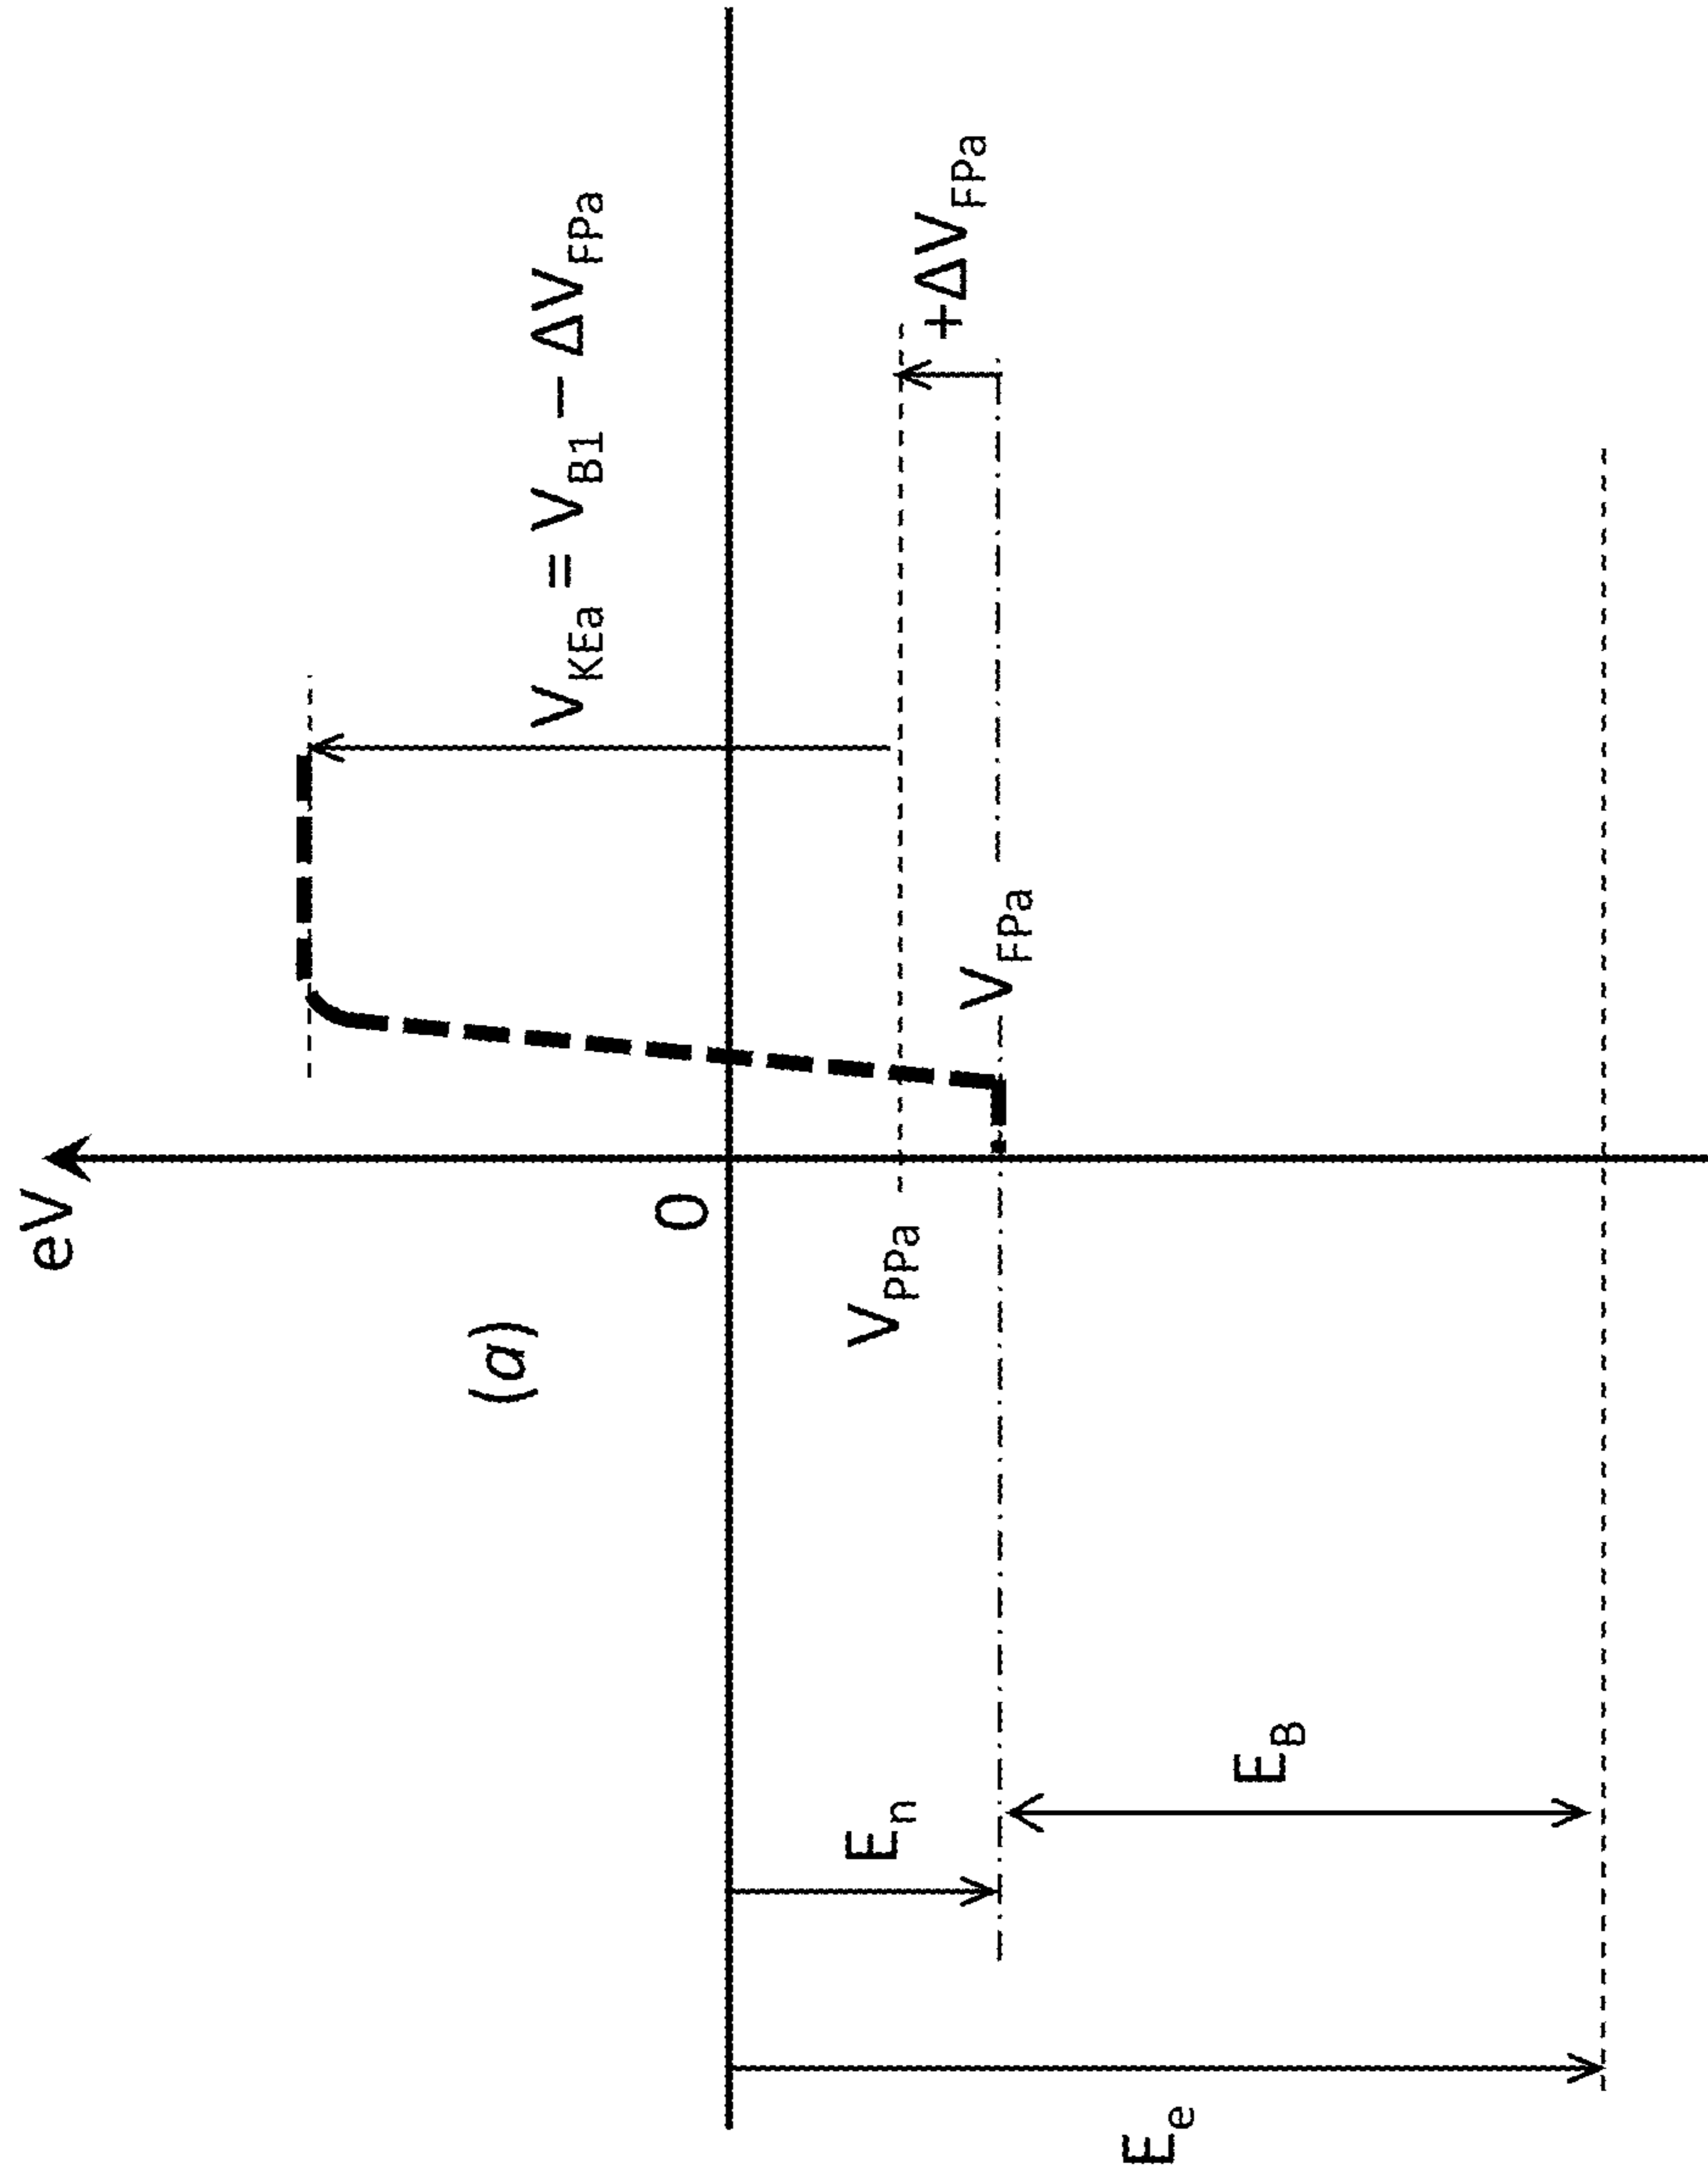 eV
(a)
0
V_KEa = V_B1 − ΔV_FPa
V_PPa
+ΔV_FPa
V_FPa
E_n
E_B
E_e